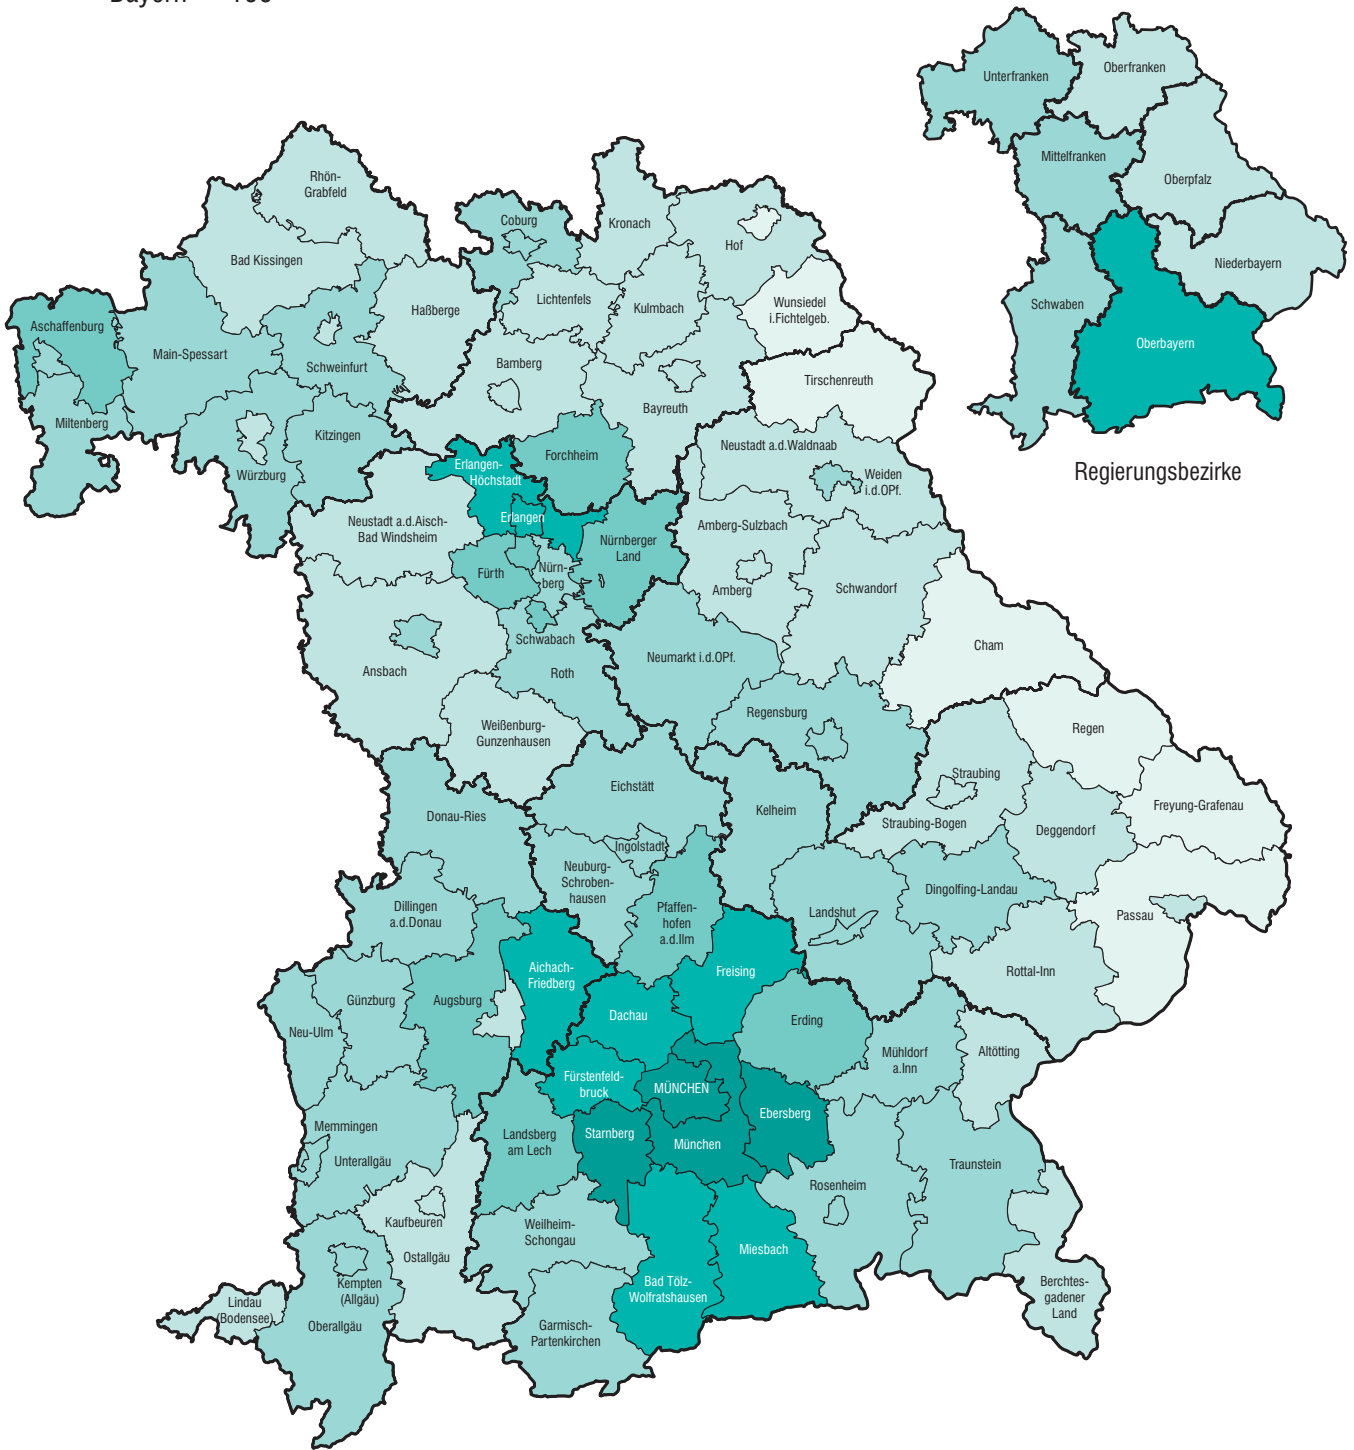 Unterfranken
Oberfranken
Mittelfranken
Oberpfalz
Niederbayern
Schwaben
Oberbayern
Regierungsbezirke
Rhön-
Grabfeld
Coburg
Kronach
Hof
Bad Kissingen
Lichtenfels
Haßberge
Kulmbach
Wunsiedel
i.Fichtelgeb.
Aschaffenburg
Main-Spessart
Schweinfurt
Bamberg
Tirschenreuth
Bayreuth
Miltenberg
Kitzingen
Würzburg
Forchheim
Neustadt a.d.Waldnaab
Erlangen-
Höchstadt
Weiden
i.d.OPf.
Erlangen
Neustadt a.d.Aisch-
Bad Windsheim
Amberg-Sulzbach
Nürnberger
Land
Fürth
Nürn-
berg
Amberg
Schwandorf
Schwabach
Cham
Ansbach
Roth
Neumarkt i.d.OPf.
Regensburg
Weißenburg-
Gunzenhausen
Regen
Straubing
Eichstätt
Donau-Ries
Kelheim
Straubing-Bogen
Deggendorf
Freyung-Grafenau
Ingolstadt
Neuburg-
Schroben-
hausen
Dingolfing-Landau
Dillingen
a.d.Donau
Pfaffen-
hofen
a.d.Ilm
Landshut
Passau
Aichach-
Friedberg
Freising
Rottal-Inn
Günzburg
Augsburg
Dachau
Erding
Neu-Ulm
Mühldorf
a.Inn
Altötting
Fürstenfeld-
bruck
MÜNCHEN
Ebersberg
Memmingen
Landsberg
am Lech
Starnberg
München
Unterallgäu
Traunstein
Rosenheim
Kaufbeuren
Weilheim-
Schongau
Ostallgäu
Miesbach
Kempten
(Allgäu)
Bad Tölz-
Wolfratshausen
Berchtes-
gadener
Land
Lindau
(Bodensee)
Oberallgäu
Garmisch-
Partenkirchen